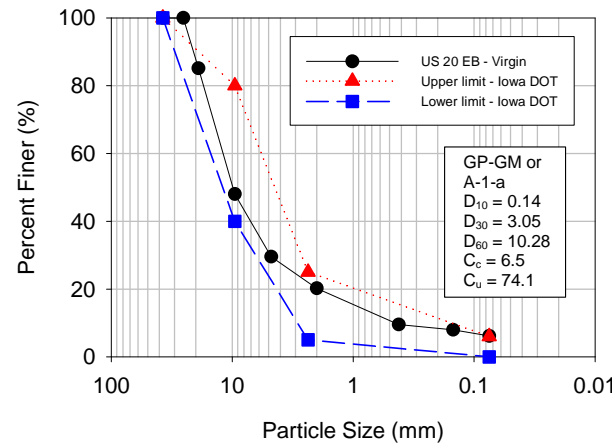 Percent Finer (%)
100
80
60
40
20
0
US 20 EB - Virgin
Upper limit - Iowa DOT
Lower limit - Iowa DOT
GP-GM or
A-1-a
D10 = 0.14
D30 = 3.05
D60 = 10.28
Cc = 6.5
Cu = 74.1
100 10 1 0.1 0.01
Particle Size (mm)